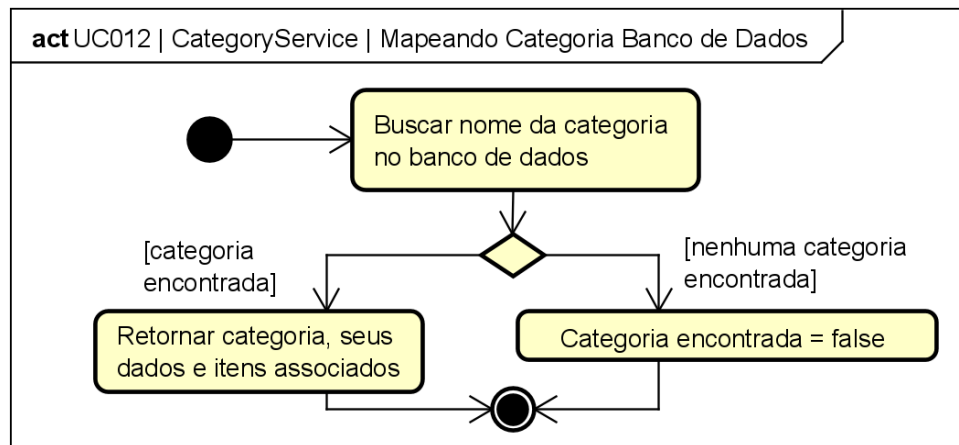 act UC012 | CategoryService | Mapeando Categoria Banco de Dados
Buscar nome da categoria
no banco de dados
[categoria
encontrada]
[nenhuma categoria
encontrada]
Retornar categoria, seus
dados e itens associados
Categoria encontrada = false